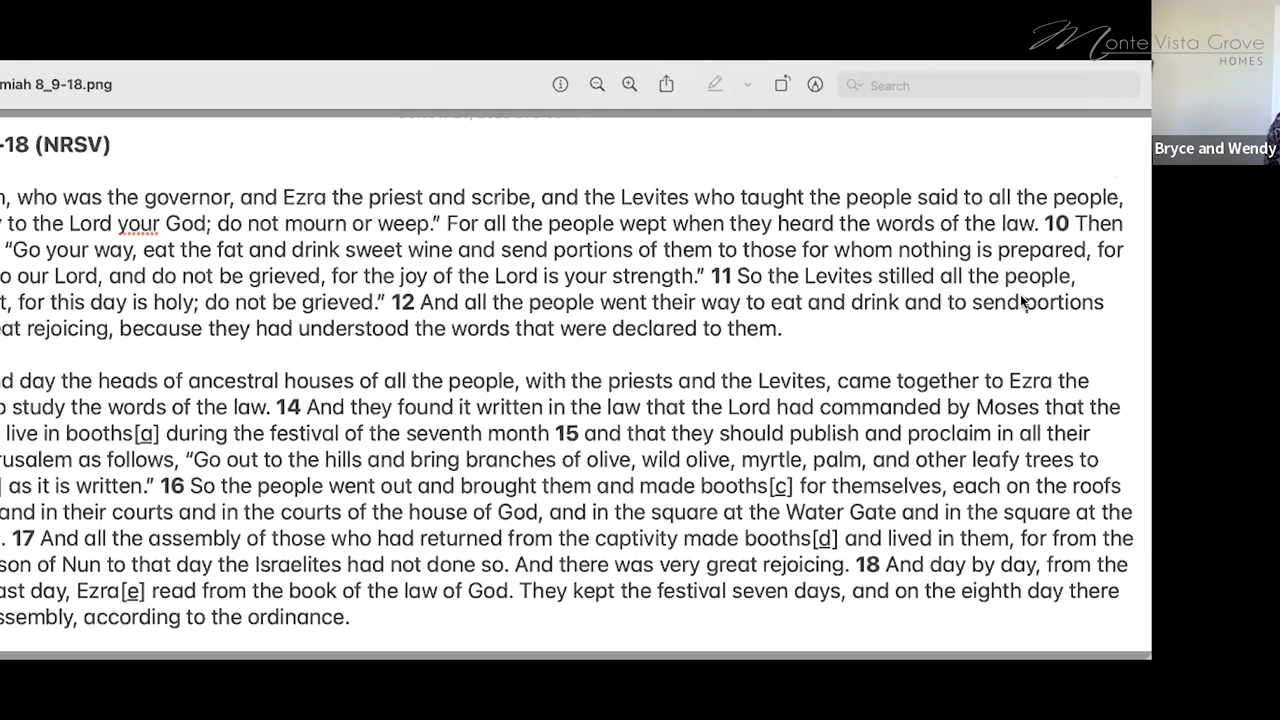 Monte Vista Grove
HOMES
miah 8_9-18.png
Search
Bryce and Wendy
-18 (NRSV)
, who was the governor, and Ezra the priest and scribe, and the Levites who taught the people said to all the people,
to the Lord your God; do not mourn or weep.” For all the people wept when they heard the words of the law. 10 Then
“Go your way, eat the fat and drink sweet wine and send portions of them to those for whom nothing is prepared, for
o our Lord, and do not be grieved, for the joy of the Lord is your strength.” 11 So the Levites stilled all the people,
t, for this day is holy; do not be grieved.” 12 And all the people went their way to eat and drink and to send portions
eat rejoicing, because they had understood the words that were declared to them.
d day the heads of ancestral houses of all the people, with the priests and the Levites, came together to Ezra the
o study the words of the law. 14 And they found it written in the law that the Lord had commanded by Moses that the
live in booths[a] during the festival of the seventh month 15 and that they should publish and proclaim in all their
rusalem as follows, “Go out to the hills and bring branches of olive, wild olive, myrtle, palm, and other leafy trees to
] as it is written.” 16 So the people went out and brought them and made booths[c] for themselves, each on the roofs
and in their courts and in the courts of the house of God, and in the square at the Water Gate and in the square at the
. 17 And all the assembly of those who had returned from the captivity made booths[d] and lived in them, for from the
son of Nun to that day the Israelites had not done so. And there was very great rejoicing. 18 And day by day, from the
ast day, Ezra[e] read from the book of the law of God. They kept the festival seven days, and on the eighth day there
ssembly, according to the ordinance.